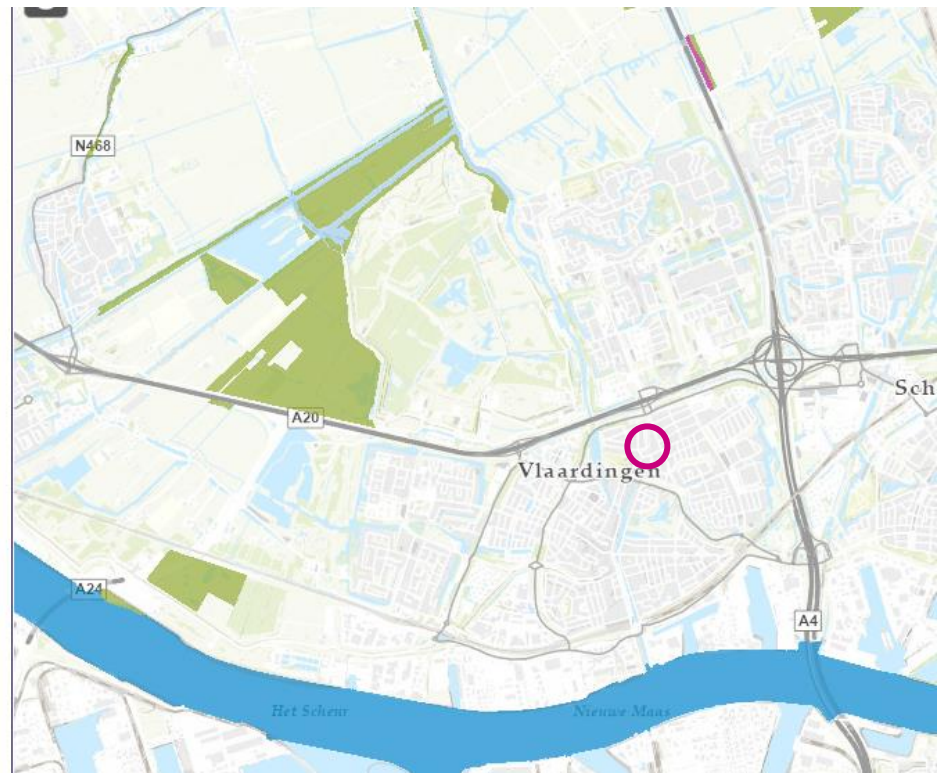 N468
Sch
A20
Vlaardingen
A24
A4
Het Scheur
Nieuwe Maas